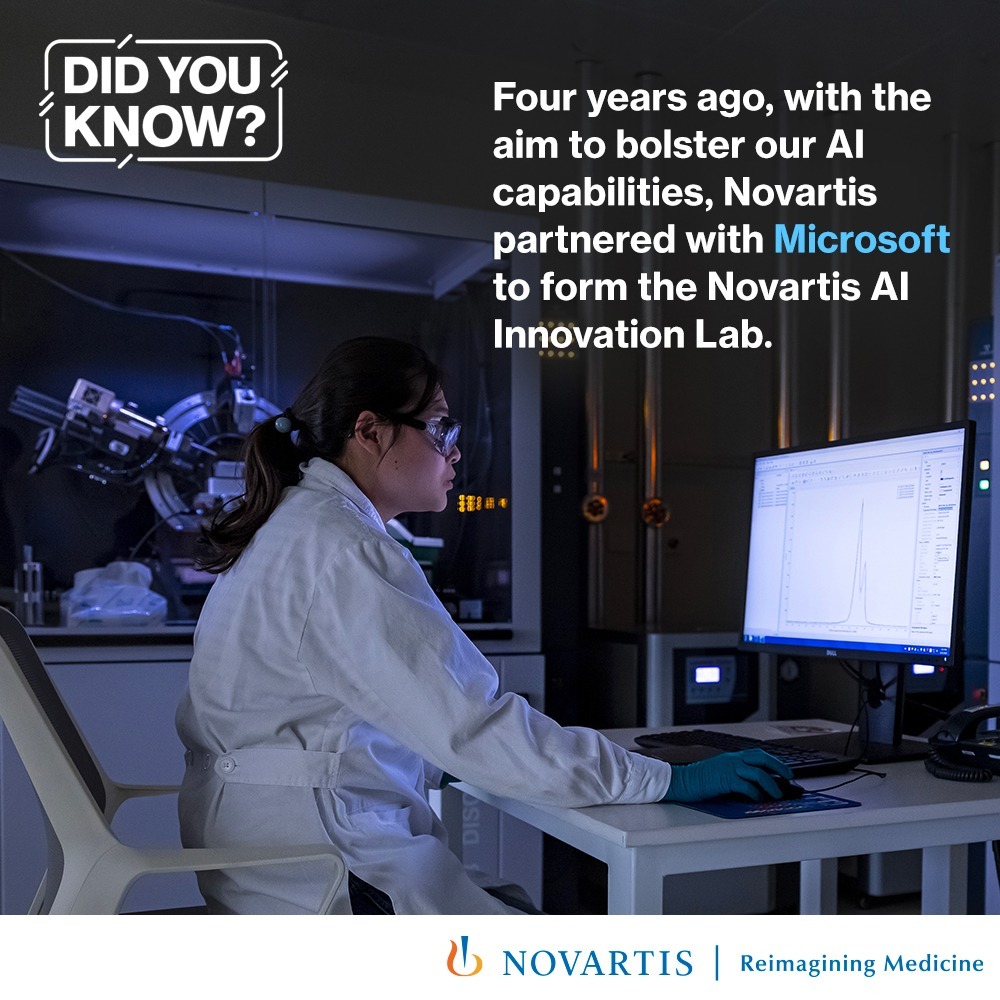 DID YOU
KNOW?
Four years ago, with the
aim to bolster our AI
capabilities, Novartis
partnered with Microsoft
to form the Novartis AI
Innovation Lab.
DELL
NOVARTIS | Reimagining Medicine